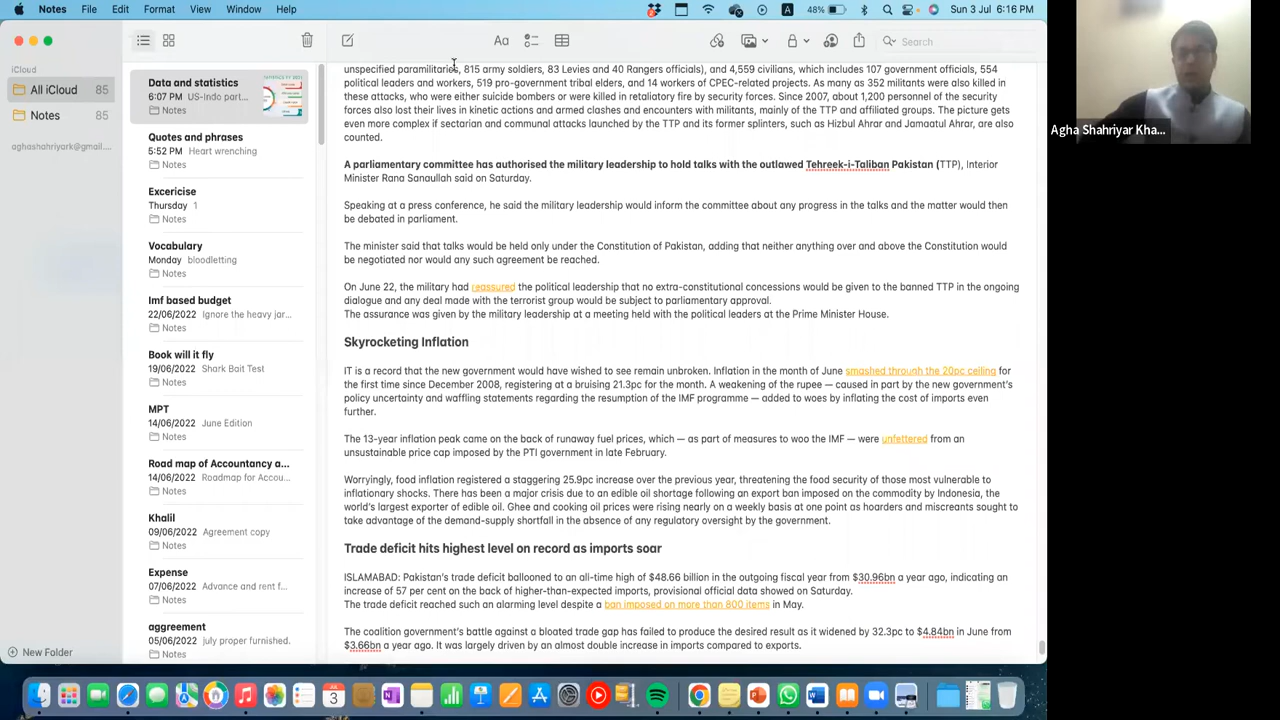 Notes File Edit Format View Window Help
A 48% Sun 3 Jul 6:16 PM
Aa
Search
iCloud
All iCloud 85
Notes 85
aghashahriyark@gmail....
Data and statistics
6:07 PM US-Indo part...
Notes
Quotes and phrases
5:52 PM Heart wrenching
Notes
Excericise
Thursday 1
Notes
Vocabulary
Monday bloodletting
Notes
Imf based budget
22/06/2022 Ignore the heavy jar...
Notes
Book will it fly
19/06/2022 Shark Bait Test
Notes
MPT
14/06/2022 June Edition
Notes
Road map of Accountancy a...
14/06/2022 Roadmap for Accou...
Notes
Khalil
09/06/2022 Agreement copy
Notes
Expense
07/06/2022 Advance and rent f...
Notes
aggreement
05/06/2022 july proper furnished.
Notes
New Folder
unspecified paramilitaries, 815 army soldiers, 83 Levies and 40 Rangers officials), and 4,559 civilians, which includes 107 government officials, 554
political leaders and workers, 519 pro-government tribal elders, and 14 workers of CPEC-related projects. As many as 352 militants were also killed in
these attacks, who were either suicide bombers or were killed in retaliatory fire by security forces. Since 2007, about 1,200 personnel of the security
forces also lost their lives in kinetic actions and armed clashes and encounters with militants, mainly of the TTP and affiliated groups. The picture gets
even more complex if sectarian and communal attacks launched by the TTP and its former splinters, such as Hizbul Ahrar and Jamaatul Ahrar, are also
counted.
A parliamentary committee has authorised the military leadership to hold talks with the outlawed Tehreek-i-Taliban Pakistan (TTP), Interior
Minister Rana Sanaullah said on Saturday.
Speaking at a press conference, he said the military leadership would inform the committee about any progress in the talks and the matter would then
be debated in parliament.
The minister said that talks would be held only under the Constitution of Pakistan, adding that neither anything over and above the Constitution would
be negotiated nor would any such agreement be reached.
On June 22, the military had reassured the political leadership that no extra-constitutional concessions would be given to the banned TTP in the ongoing
dialogue and any deal made with the terrorist group would be subject to parliamentary approval.
The assurance was given by the military leadership at a meeting held with the political leaders at the Prime Minister House.
Skyrocketing Inflation
IT is a record that the new government would have wished to see remain unbroken. Inflation in the month of June smashed through the 20pc ceiling for
the first time since December 2008, registering at a bruising 21.3pc for the month. A weakening of the rupee — caused in part by the new government's
policy uncertainty and waffling statements regarding the resumption of the IMF programme — added to woes by inflating the cost of imports even
further.
The 13-year inflation peak came on the back of runaway fuel prices, which — as part of measures to woo the IMF — were unfettered from an
unsustainable price cap imposed by the PTI government in late February.
Worryingly, food inflation registered a staggering 25.9pc increase over the previous year, threatening the food security of those most vulnerable to
inflationary shocks. There has been a major crisis due to an edible oil shortage following an export ban imposed on the commodity by Indonesia, the
world's largest exporter of edible oil. Ghee and cooking oil prices were rising nearly on a weekly basis at one point as hoarders and miscreants sought to
take advantage of the demand-supply shortfall in the absence of any regulatory oversight by the government.
Trade deficit hits highest level on record as imports soar
ISLAMABAD: Pakistan's trade deficit ballooned to an all-time high of $48.66 billion in the outgoing fiscal year from $30.96bn a year ago, indicating an
increase of 57 per cent on the back of higher-than-expected imports, provisional official data showed on Saturday.
The trade deficit reached such an alarming level despite a ban imposed on more than 800 items in May.
The coalition government's battle against a bloated trade gap has failed to produce the desired result as it widened by 32.3pc to $4.84bn in June from
$3.66bn a year ago. It was largely driven by an almost double increase in imports compared to exports.
Agha Shahriyar Kha...